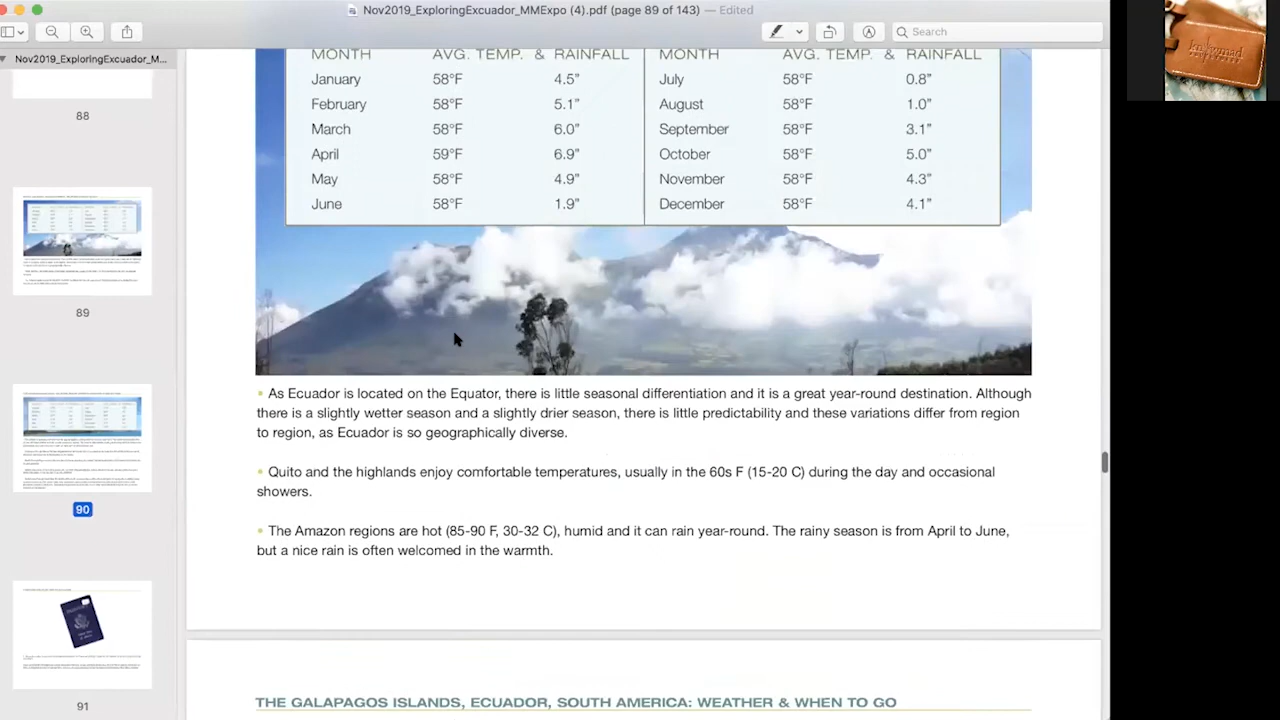 Nov2019_ExploringExcuador_MMExpo (4).pdf (page 89 of 143) — Edited
Search
Nov2019_ExploringExcuador_M...
88
89
90
91
MONTH AVG. TEMP. & RAINFALL MONTH AVG. TEMP. & RAINFALL
January 58°F 4.5" July 58°F 0.8"
February 58°F 5.1" August 58°F 1.0"
March 58°F 6.0" September 58°F 3.1"
April 59°F 6.9" October 58°F 5.0"
May 58°F 4.9" November 58°F 4.3"
June 58°F 1.9" December 58°F 4.1"
• As Ecuador is located on the Equator, there is little seasonal differentiation and it is a great year-round destination. Although
there is a slightly wetter season and a slightly drier season, there is little predictability and these variations differ from region
to region, as Ecuador is so geographically diverse.
• Quito and the highlands enjoy comfortable temperatures, usually in the 60's F (15-20 C) during the day and occasional
showers.
• The Amazon regions are hot (85-90 F, 30-32 C), humid and it can rain year-round. The rainy season is from April to June,
but a nice rain is often welcomed in the warmth.
THE GALAPAGOS ISLANDS, ECUADOR, SOUTH AMERICA: WEATHER & WHEN TO GO